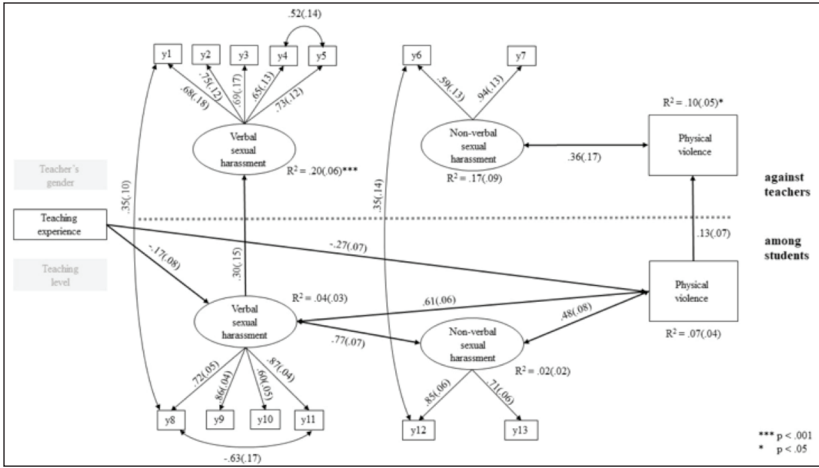 .52(.14)
y1
y2
y3
y4
y5
y6
y7
.68(.18)
.75(.12)
.69(.17)
.65(.13)
.73(.12)
.59(.13)
.94(.13)
R² = .10(.05)*
Verbal
sexual
harassment
R² = .20(.06)***
Non-verbal
sexual
harassment
R² = .17(.09)
.36(.17)
Physical
violence
Teacher´s
gender
against
teachers
.35(.10)
.35(.14)
Teaching
experience
-.27(.07)
.13(.07)
among
students
Teaching
level
-.17(.08)
.30(.15)
Verbal
sexual
harassment
R² = .04(.03)
.61(.06)
.77(.07)
.48(.08)
Non-verbal
sexual
harassment
R² = .02(.02)
Physical
violence
R² = .07(.04)
.72(.05)
.86(.04)
.60(.05)
.87(.04)
.85(.06)
.71(.06)
y8
y9
y10
y11
y12
y13
-.63(.17)
*** p < .001
* p < .05